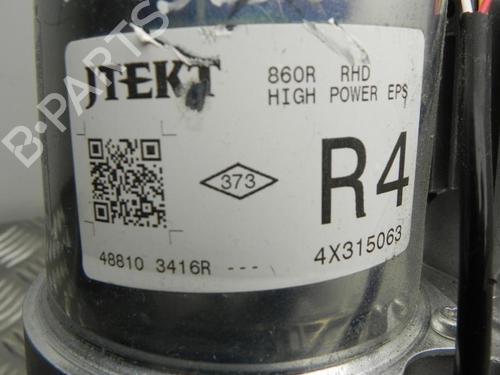 JTEKT
860R RHD
HIGH POWER EPS
373
R4
48810 3416R ---
4X315063
B-PARTS